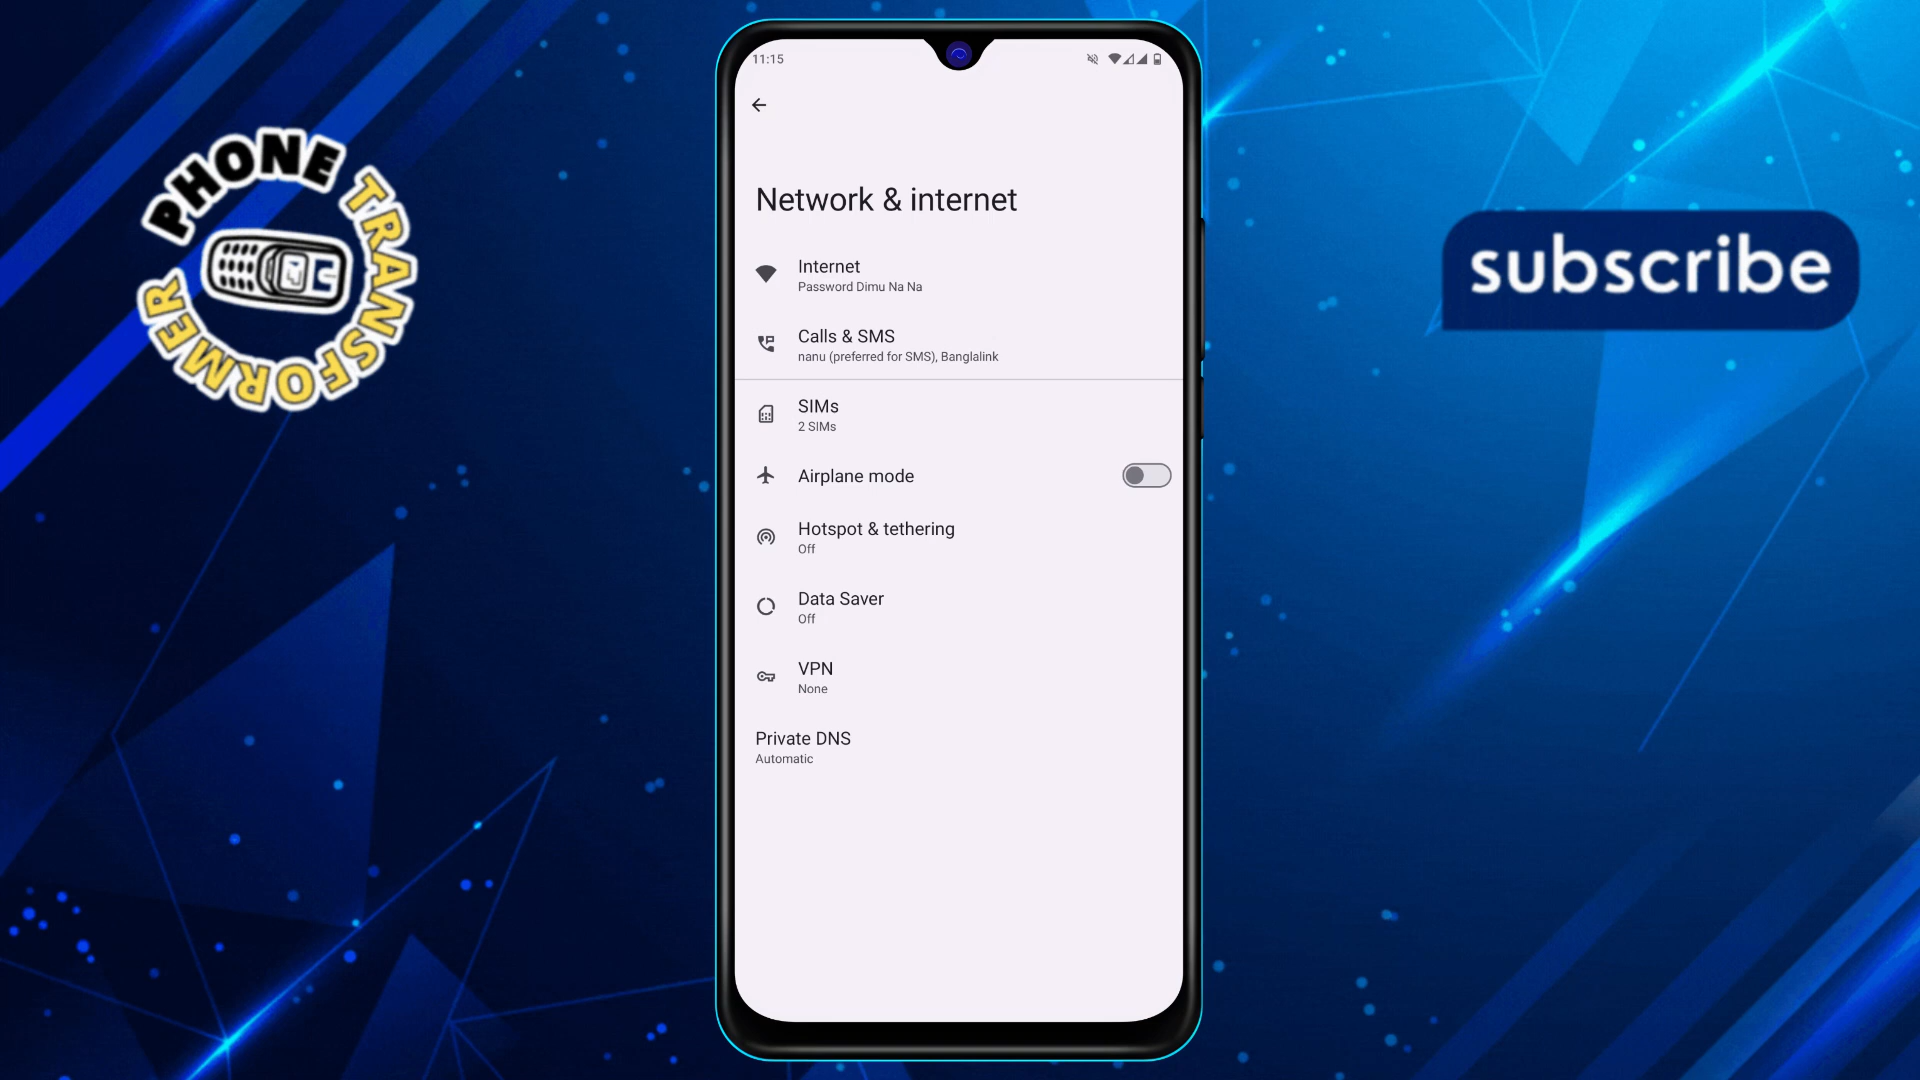 PHONE TRANSFORMER
11:15
Network & internet
Internet
Password Dimu Na Na
Calls & SMS
nanu (preferred for SMS), Banglalink
SIMs
2 SIMs
Airplane mode
Hotspot & tethering
Off
Data Saver
Off
VPN
None
Private DNS
Automatic
subscribe